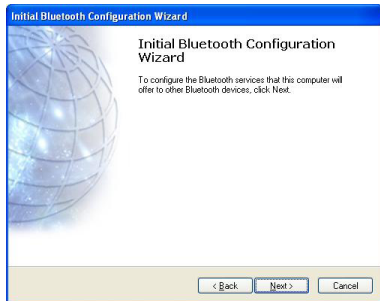 Initial Bluetooth Configuration Wizard
Initial Bluetooth Configuration
Wizard
To configure the Bluetooth services that this computer will
offer to other Bluetooth devices, click Next.
< Back Next > Cancel